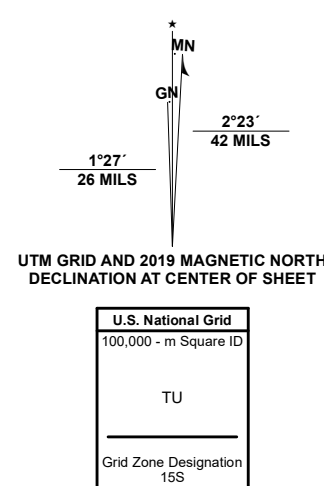 ★
MN
GN
2°23´
42 MILS
1°27´
26 MILS
UTM GRID AND 2019 MAGNETIC NORTH
DECLINATION AT CENTER OF SHEET
U.S. National Grid
100,000 - m Square ID
TU
Grid Zone Designation
15S